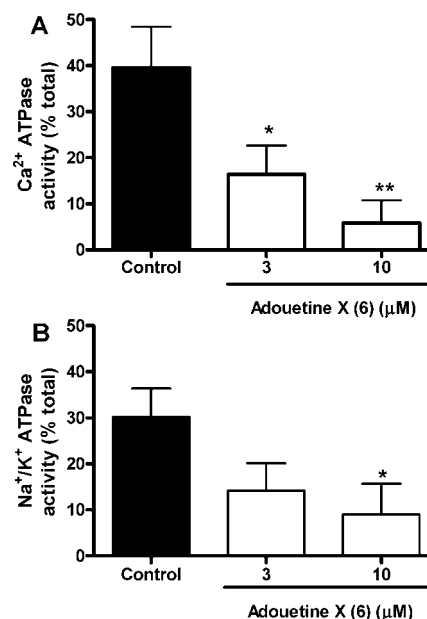 A
Ca²⁺ ATPase
activity (% total)
50
40
30
20
10
0
*
**
Control
3
10
Adouetine X (6) (μM)
B
Na⁺/K⁺ ATPase
activity (% total)
50
40
30
20
10
0
*
Control
3
10
Adouetine X (6) (μM)